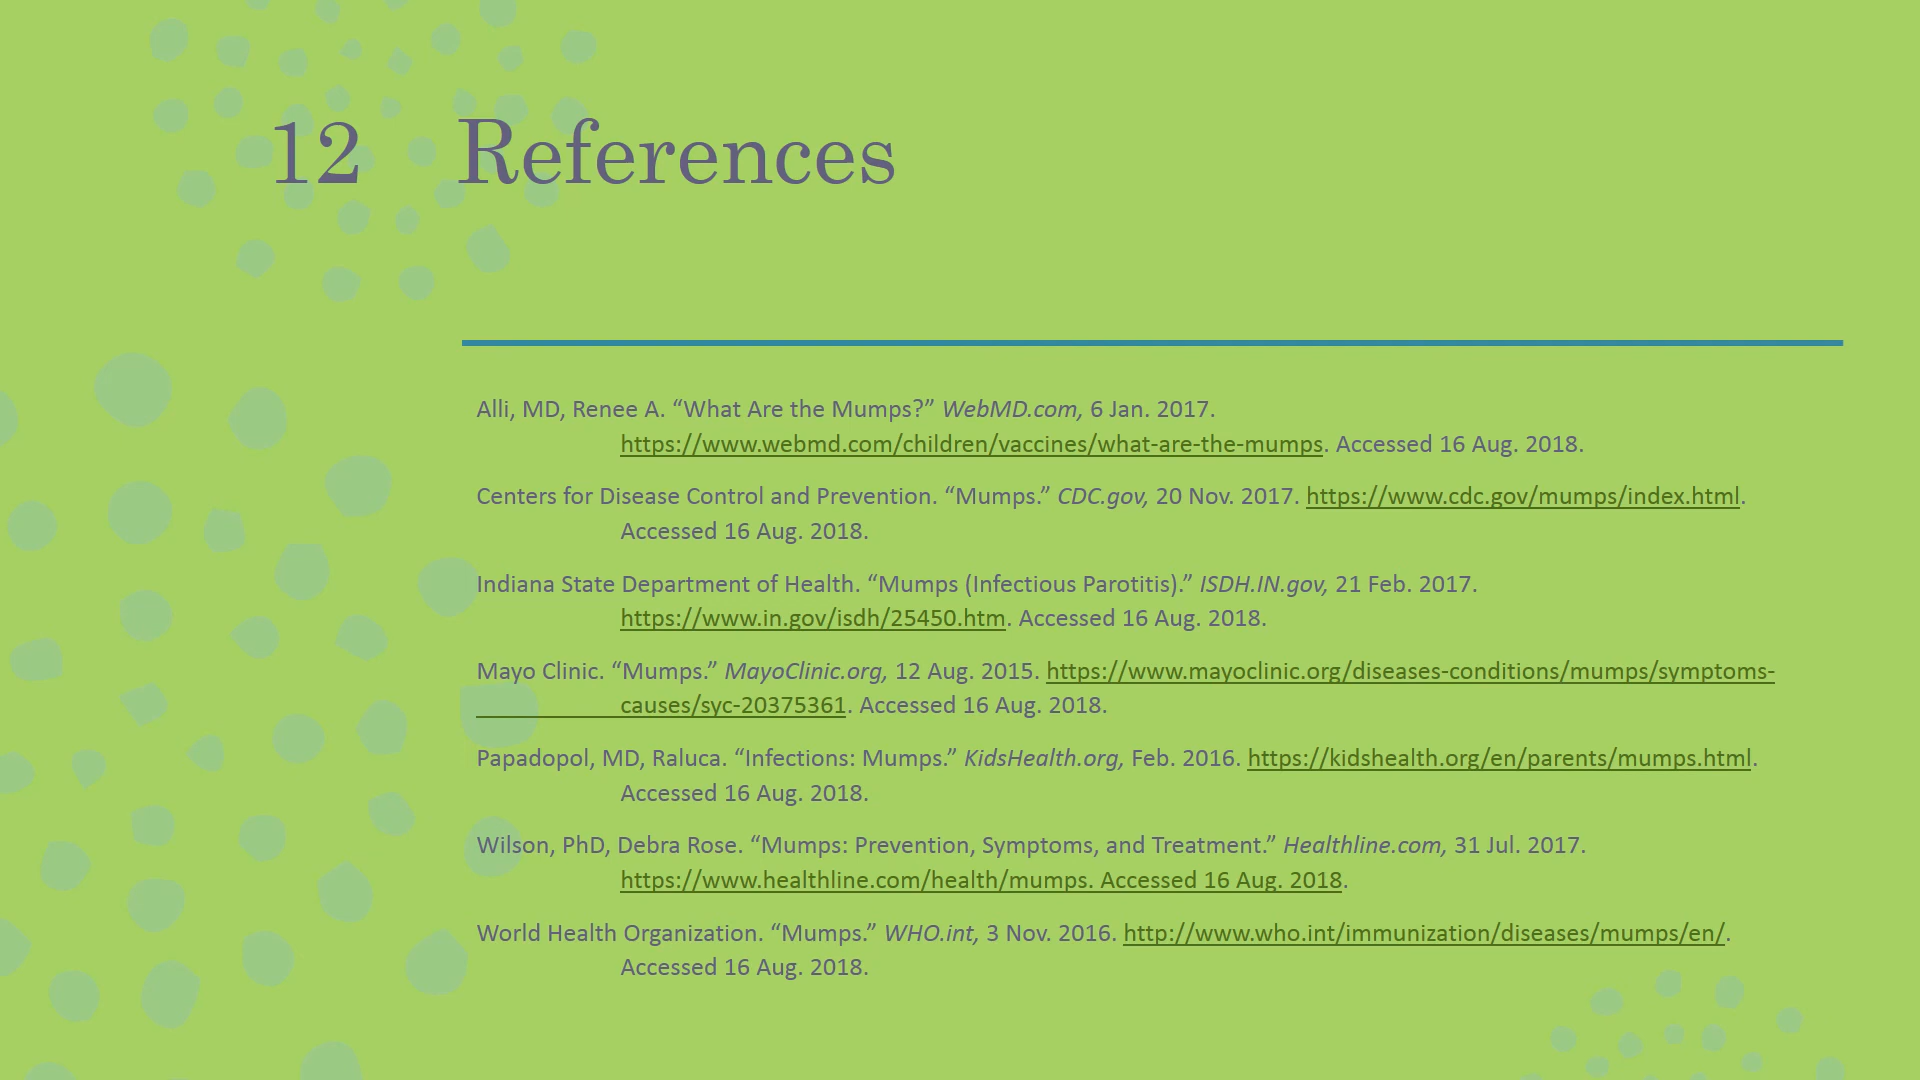 12 References
Alli, MD, Renee A. “What Are the Mumps?” WebMD.com, 6 Jan. 2017.
https://www.webmd.com/children/vaccines/what-are-the-mumps. Accessed 16 Aug. 2018.
Centers for Disease Control and Prevention. “Mumps.” CDC.gov, 20 Nov. 2017. https://www.cdc.gov/mumps/index.html.
Accessed 16 Aug. 2018.
Indiana State Department of Health. “Mumps (Infectious Parotitis).” ISDH.IN.gov, 21 Feb. 2017.
https://www.in.gov/isdh/25450.htm. Accessed 16 Aug. 2018.
Mayo Clinic. “Mumps.” MayoClinic.org, 12 Aug. 2015. https://www.mayoclinic.org/diseases-conditions/mumps/symptoms-
causes/syc-20375361. Accessed 16 Aug. 2018.
Papadopol, MD, Raluca. “Infections: Mumps.” KidsHealth.org, Feb. 2016. https://kidshealth.org/en/parents/mumps.html.
Accessed 16 Aug. 2018.
Wilson, PhD, Debra Rose. “Mumps: Prevention, Symptoms, and Treatment.” Healthline.com, 31 Jul. 2017.
https://www.healthline.com/health/mumps. Accessed 16 Aug. 2018.
World Health Organization. “Mumps.” WHO.int, 3 Nov. 2016. http://www.who.int/immunization/diseases/mumps/en/.
Accessed 16 Aug. 2018.